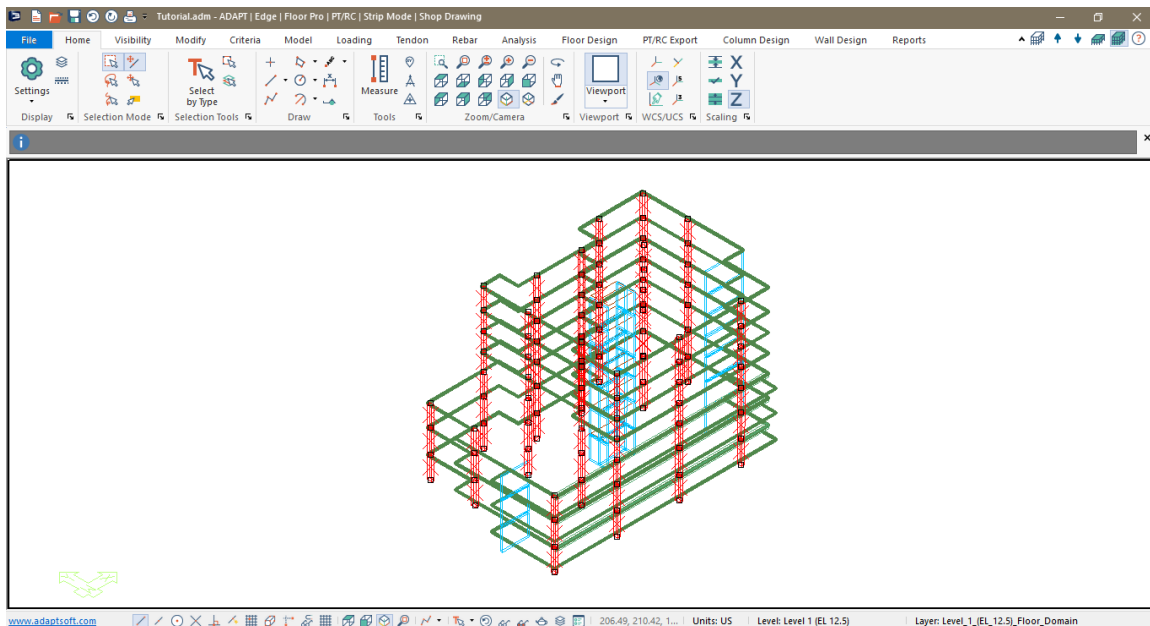 Tutorial.adm - ADAPT | Edge | Floor Pro | PT/RC | Strip Mode | Shop Drawing
File Home Visibility Modify Criteria Model Loading Tendon Rebar Analysis Floor Design PT/RC Export Column Design Wall Design Reports
Settings
Select by Type
Measure
Viewport
X
Y
Z
Display Selection Mode Selection Tools Draw Tools Zoom/Camera Viewport WCS/UCS Scaling
www.adaptsoft.com 206.49, 210.42, 1... Units: US Level: Level 1 (EL 12.5) Layer: Level_1_(EL_12.5)_Floor_Domain